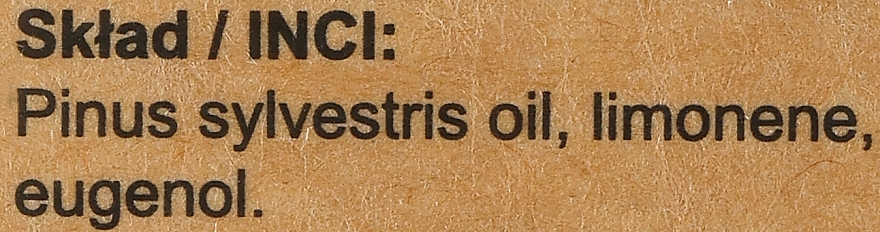 Skład / INCI:
Pinus sylvestris oil, limonene,
eugenol.